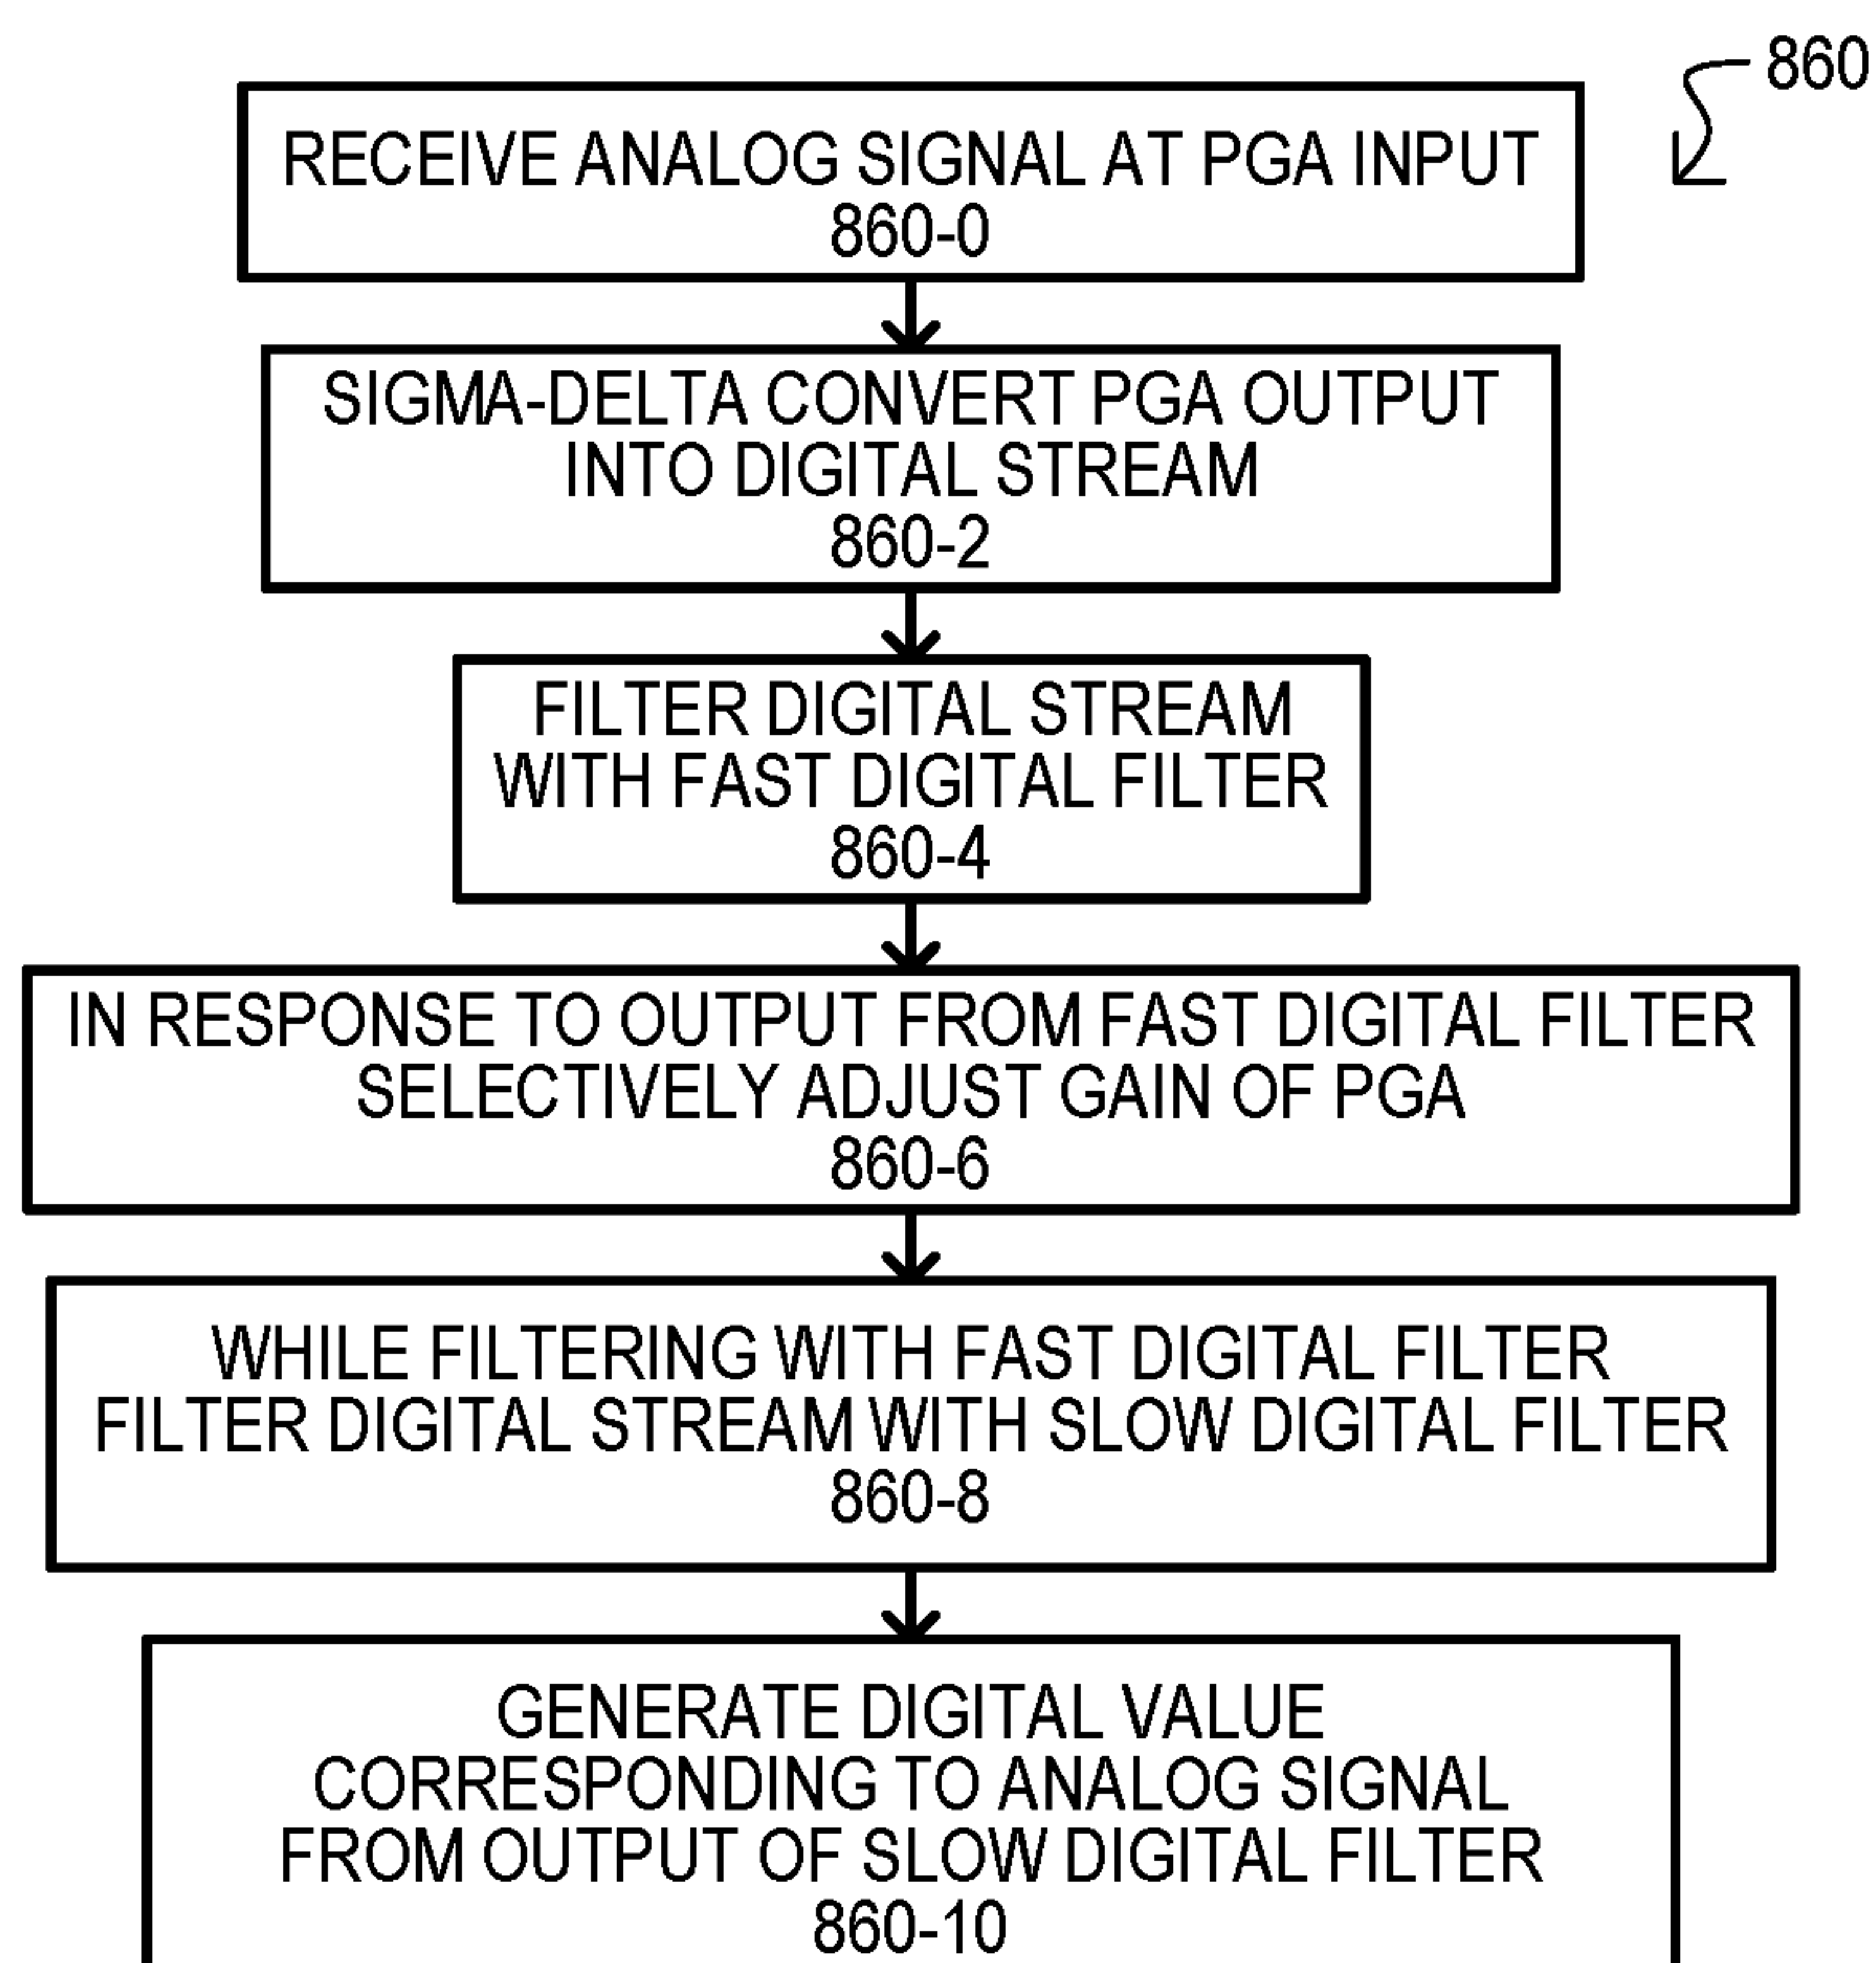 860
RECEIVE ANALOG SIGNAL AT PGA INPUT
860-0
SIGMA-DELTA CONVERT PGA OUTPUT
INTO DIGITAL STREAM
860-2
FILTER DIGITAL STREAM
WITH FAST DIGITAL FILTER
860-4
IN RESPONSE TO OUTPUT FROM FAST DIGITAL FILTER
SELECTIVELY ADJUST GAIN OF PGA
860-6
WHILE FILTERING WITH FAST DIGITAL FILTER
FILTER DIGITAL STREAM WITH SLOW DIGITAL FILTER
860-8
GENERATE DIGITAL VALUE
CORRESPONDING TO ANALOG SIGNAL
FROM OUTPUT OF SLOW DIGITAL FILTER
860-10